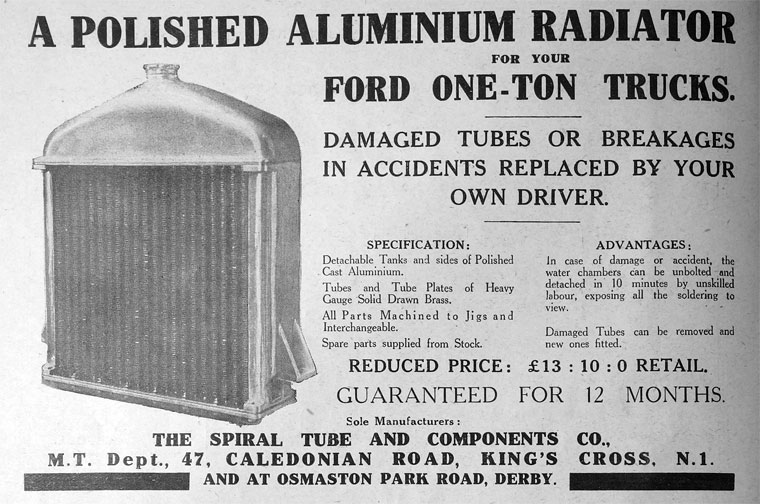 A POLISHED ALUMINIUM RADIATOR
FOR YOUR
FORD ONE-TON TRUCKS.
DAMAGED TUBES OR BREAKAGES
IN ACCIDENTS REPLACED BY YOUR
OWN DRIVER.
SPECIFICATION:
Detachable Tanks and sides of Polished
Cast Aluminium.
Tubes and Tube Plates of Heavy
Gauge Solid Drawn Brass.
All Parts Machined to Jigs and
Interchangeable.
Spare parts supplied from Stock.
ADVANTAGES:
In case of damage or accident, the
water chambers can be unbolted and
detached in 10 minutes by unskilled
labour, exposing all the soldering to
view.
Damaged Tubes can be removed and
new ones fitted.
REDUCED PRICE: £13 : 10 : 0 RETAIL.
GUARANTEED FOR 12 MONTHS.
Sole Manufacturers:
THE SPIRAL TUBE AND COMPONENTS CO.,
M.T. Dept., 47, CALEDONIAN ROAD, KING'S CROSS, N.1.
AND AT OSMASTON PARK ROAD, DERBY.